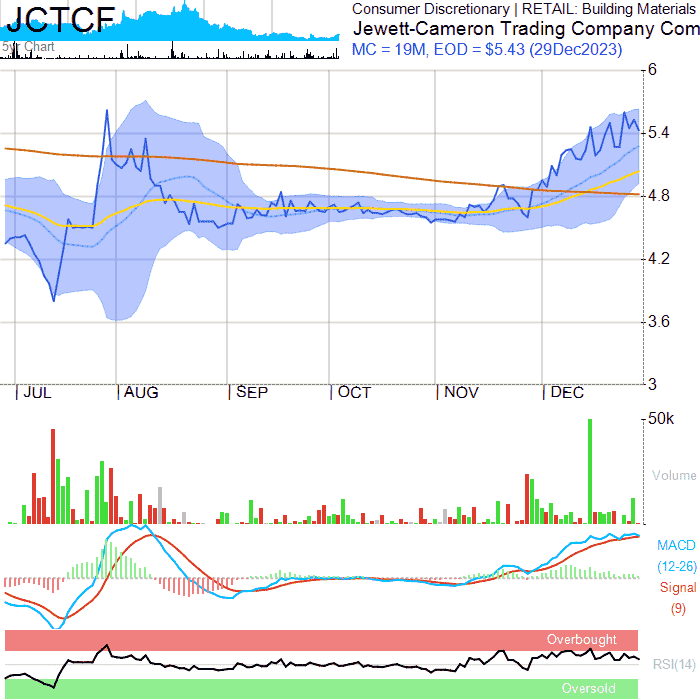 JCTCF
5yr Chart
Consumer Discretionary | RETAIL: Building Materials
Jewett-Cameron Trading Company Com
MC = 19M, EOD = $5.43 (29Dec2023)
6
5.4
4.8
4.2
3.6
3
| JUL | AUG | SEP | OCT | NOV | DEC
50k
Volume
MACD
(12-26)
Signal
(9)
Overbought
RSI(14)
Oversold